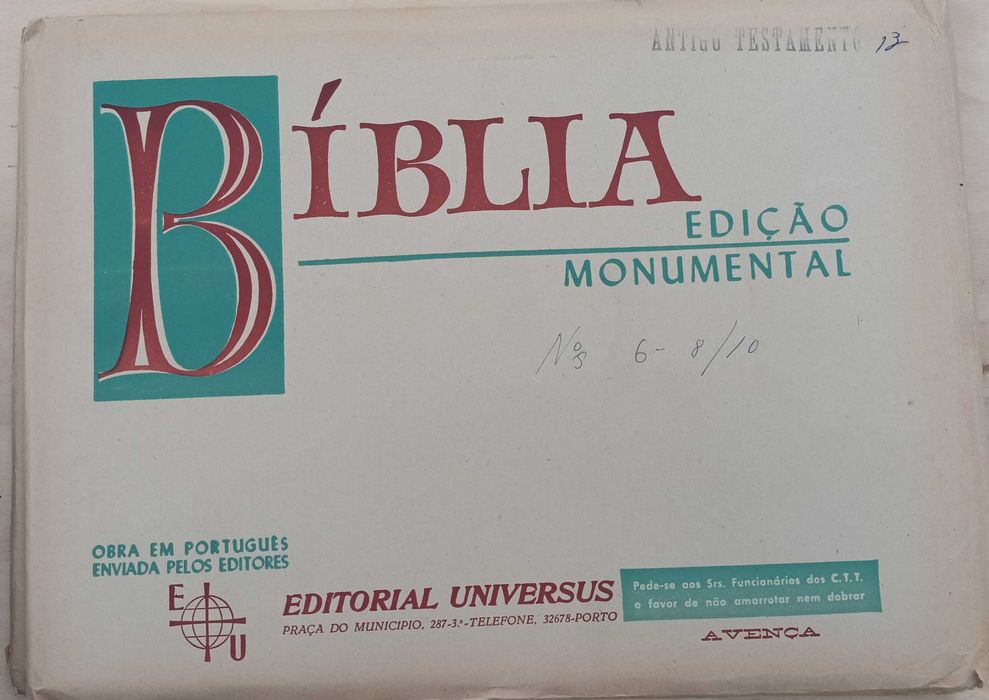 ANTIGO TESTAMENTO 13
BÍBLIA
EDIÇÃO
MONUMENTAL
Nos 6 - 8/10
OBRA EM PORTUGUÊS
ENVIADA PELOS EDITORES
E U
EDITORIAL UNIVERSUS
PRAÇA DO MUNICIPIO, 287-3.º-TELEFONE, 32678-PORTO
Pede-se aos Srs. Funcionários dos C.T.T.
o favor de não amarrotar nem dobrar
AVENÇA